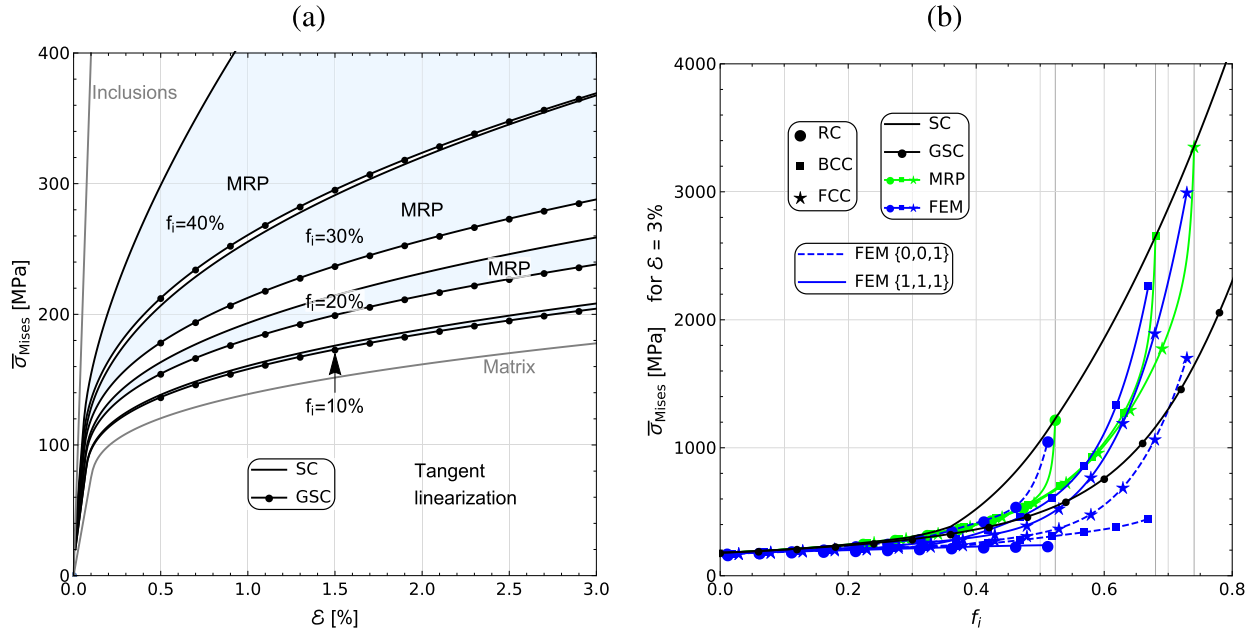 (a)
400
300
200
100
0
0.0
0.5
1.0
1.5
2.0
2.5
3.0
σ̅Mises [MPa]
ℰ [%]
Inclusions
MRP
fi=40%
MRP
fi=30%
MRP
fi=20%
Matrix
fi=10%
SC
GSC
Tangent
linearization
(b)
4000
3000
2000
1000
0
0.0
0.2
0.4
0.6
0.8
σ̅Mises [MPa] for ℰ = 3%
fi
RC
BCC
FCC
SC
GSC
MRP
FEM
FEM {0,0,1}
FEM {1,1,1}